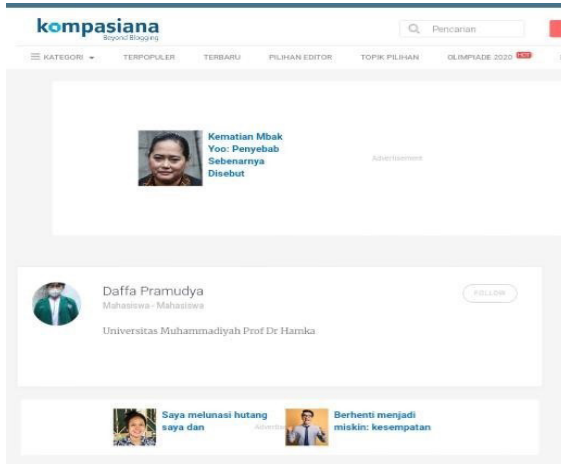 kompasiana
Beyond Blogging
Pencarian
KATEGORI TERPOPULER TERBARU PILIHAN EDITOR TOPIK PILIHAN OLIMPIADE 2020 HOT
Kematian Mbak
Yoo: Penyebab
Sebenarnya
Disebut
Advertisement
Daffa Pramudya
Mahasiswa - Mahasiswa
FOLLOW
Universitas Muhammadiyah Prof Dr Hamka
Saya melunasi hutang
saya dan
Berhenti menjadi
miskin: kesempatan